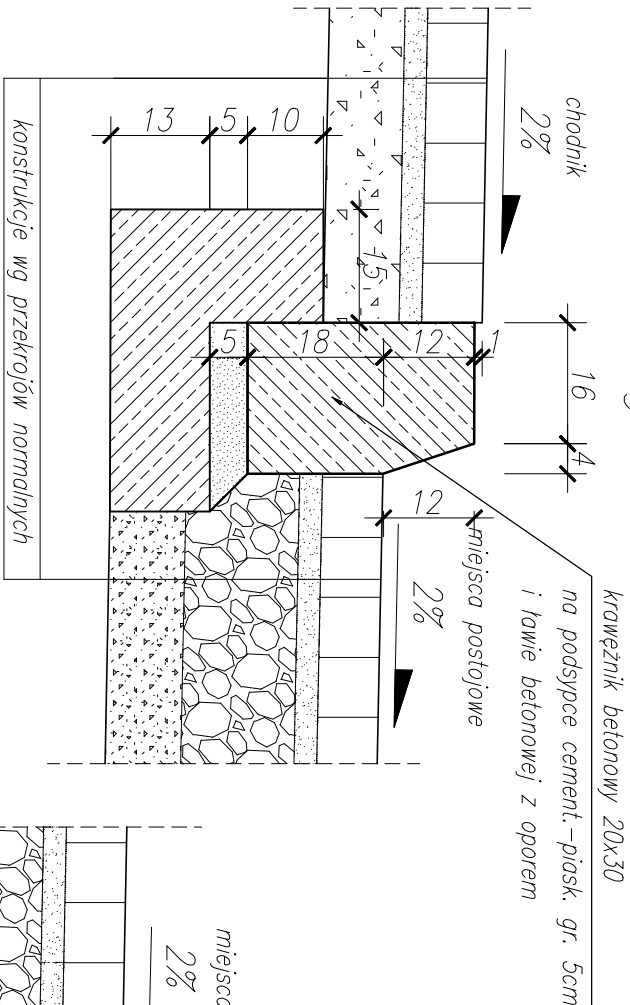 krawężnik betonowy 20x30
na podsypce cement.-piask. gr. 5cm
i ławie betonowej z oporem
chodnik
2%
16
4
1
12
18
5
15
10
5
13
12
miejsca postojowe
2%
konstrukcje wg przekrojów normalnych
2%